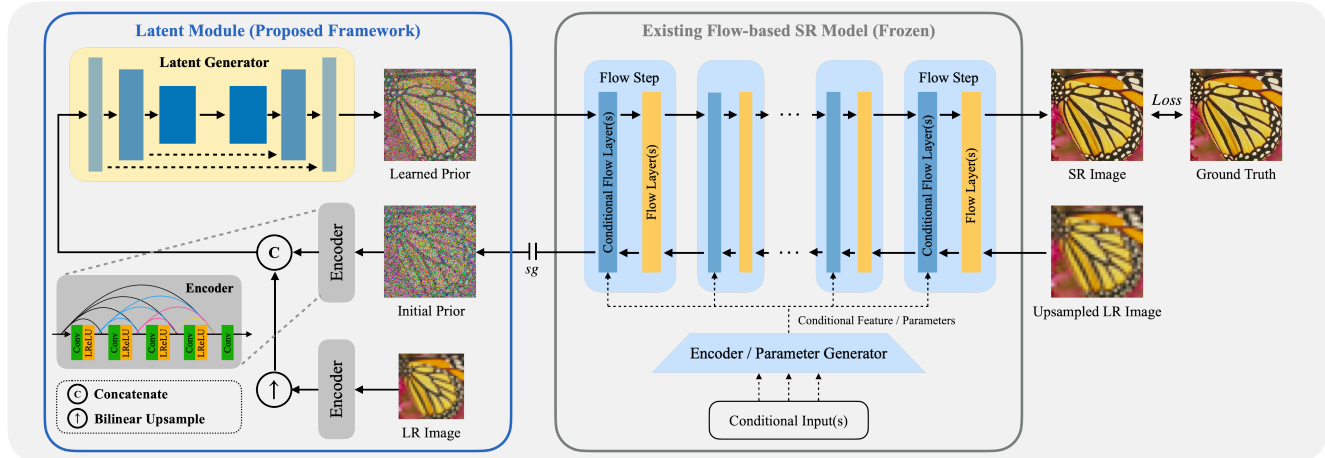 Latent Module (Proposed Framework)
Latent Generator
Learned Prior
Encoder
C
Initial Prior
sg
Encoder
Conv
LReLU
Conv
LReLU
Conv
LReLU
Conv
LReLU
Conv
C Concatenate
↑ Bilinear Upsample
↑
Encoder
LR Image
Existing Flow-based SR Model (Frozen)
Flow Step
Conditional Flow Layer(s)
Flow Layer(s)
...
...
Flow Step
Conditional Flow Layer(s)
Flow Layer(s)
Conditional Feature / Parameters
Encoder / Parameter Generator
Conditional Input(s)
SR Image
Loss
Ground Truth
Upsampled LR Image